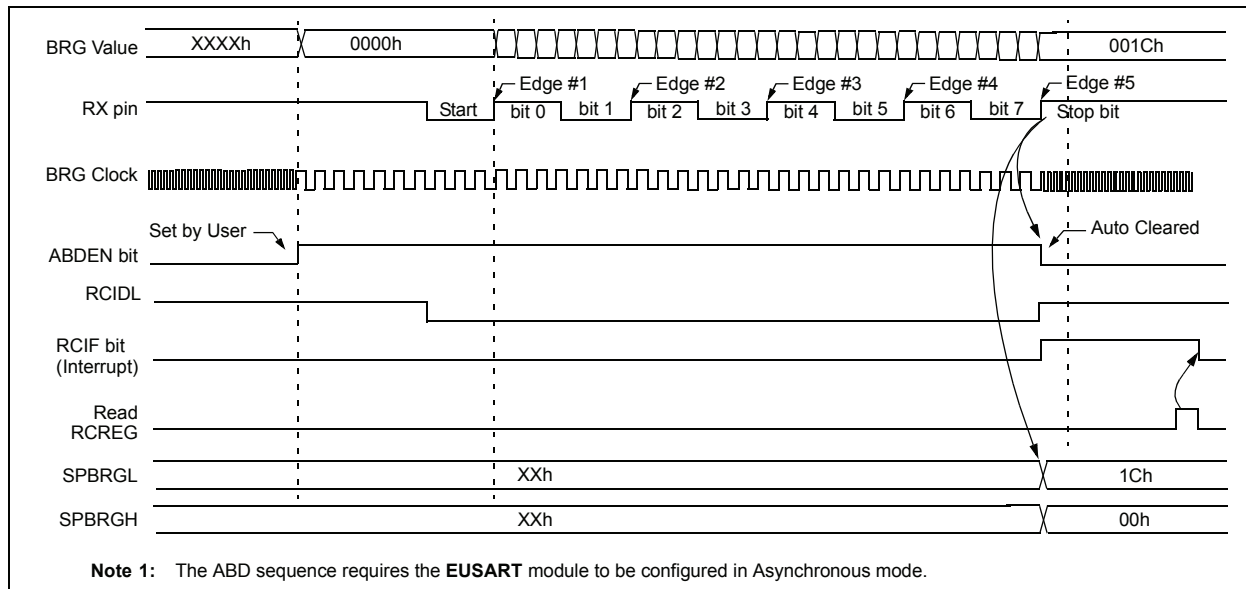 BRG Value XXXXh 0000h 001Ch
Edge #1 Edge #2 Edge #3 Edge #4 Edge #5
RX pin Start bit 0 bit 1 bit 2 bit 3 bit 4 bit 5 bit 6 bit 7 Stop bit
BRG Clock
Set by User Auto Cleared
ABDEN bit
RCIDL
RCIF bit
(Interrupt)
Read
RCREG
SPBRGL XXh 1Ch
SPBRGH XXh 00h
Note 1: The ABD sequence requires the EUSART module to be configured in Asynchronous mode.